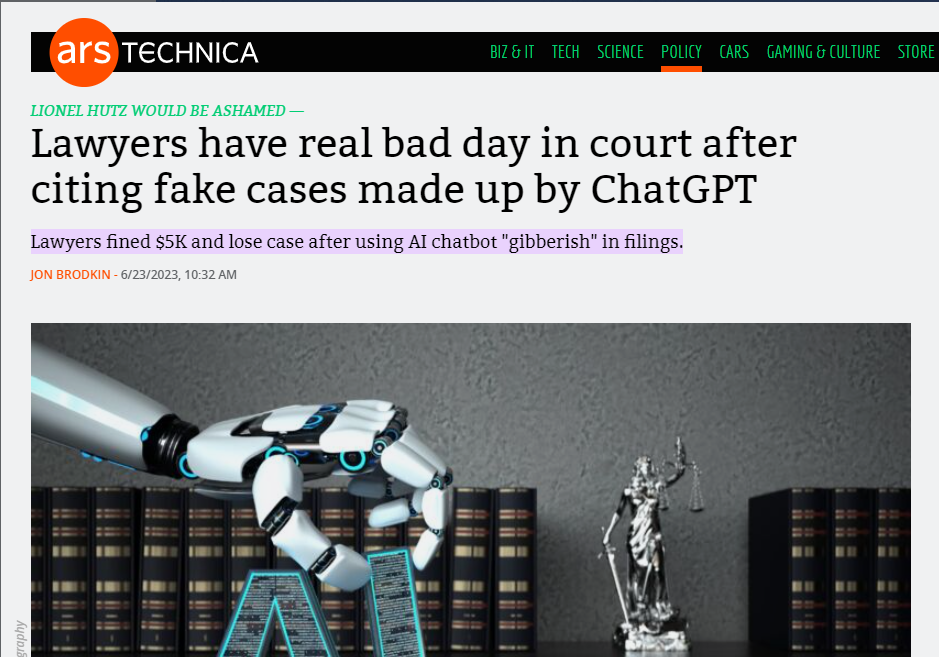 ars TECHNICA
BIZ & IT TECH SCIENCE POLICY CARS GAMING & CULTURE STORE
LIONEL HUTZ WOULD BE ASHAMED —
Lawyers have real bad day in court after
citing fake cases made up by ChatGPT
Lawyers fined $5K and lose case after using AI chatbot "gibberish" in filings.
JON BRODKIN - 6/23/2023, 10:32 AM
AI
graphy